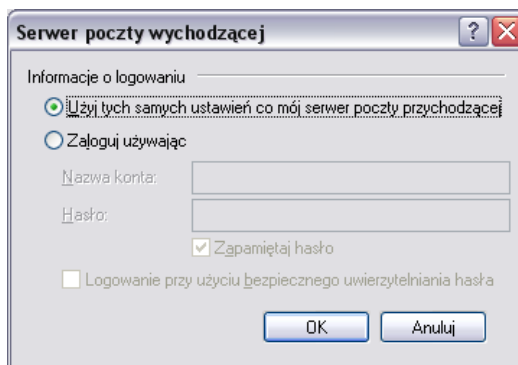 Serwer poczty wychodzącej
Informacje o logowaniu
Użyj tych samych ustawień co mój serwer poczty przychodzącej
Zaloguj używając
Nazwa konta:
Hasło:
Zapamiętaj hasło
Logowanie przy użyciu bezpiecznego uwierzytelniania hasła
OK Anuluj